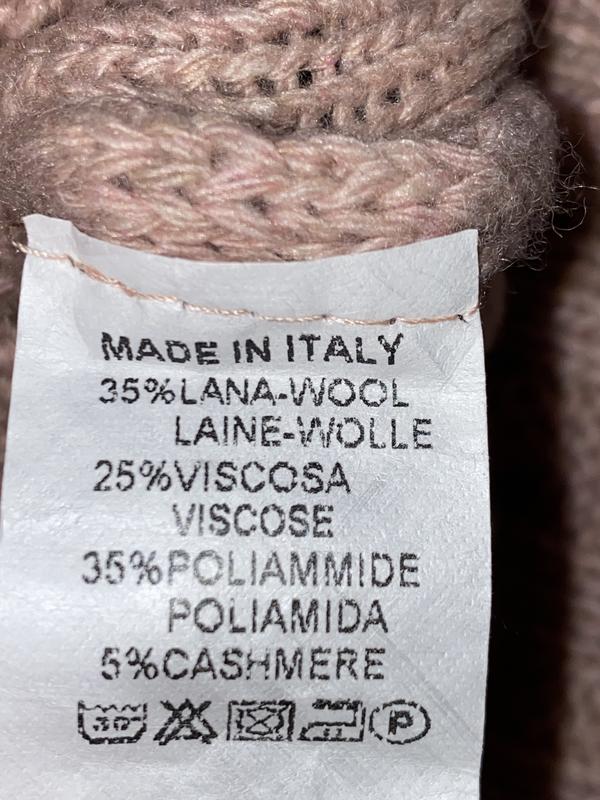 MADE IN ITALY
35%LANA-WOOL
LAINE-WOLLE
25%VISCOSA
VISCOSE
35%POLIAMMIDE
POLIAMIDA
5%CASHMERE
30° P